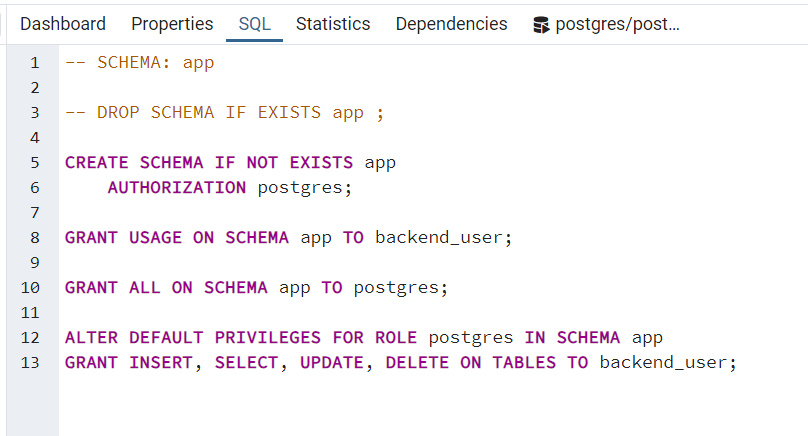 Dashboard Properties SQL Statistics Dependencies postgres/post...
1 -- SCHEMA: app
2
3 -- DROP SCHEMA IF EXISTS app ;
4
5 CREATE SCHEMA IF NOT EXISTS app
6     AUTHORIZATION postgres;
7
8 GRANT USAGE ON SCHEMA app TO backend_user;
9
10 GRANT ALL ON SCHEMA app TO postgres;
11
12 ALTER DEFAULT PRIVILEGES FOR ROLE postgres IN SCHEMA app
13 GRANT INSERT, SELECT, UPDATE, DELETE ON TABLES TO backend_user;